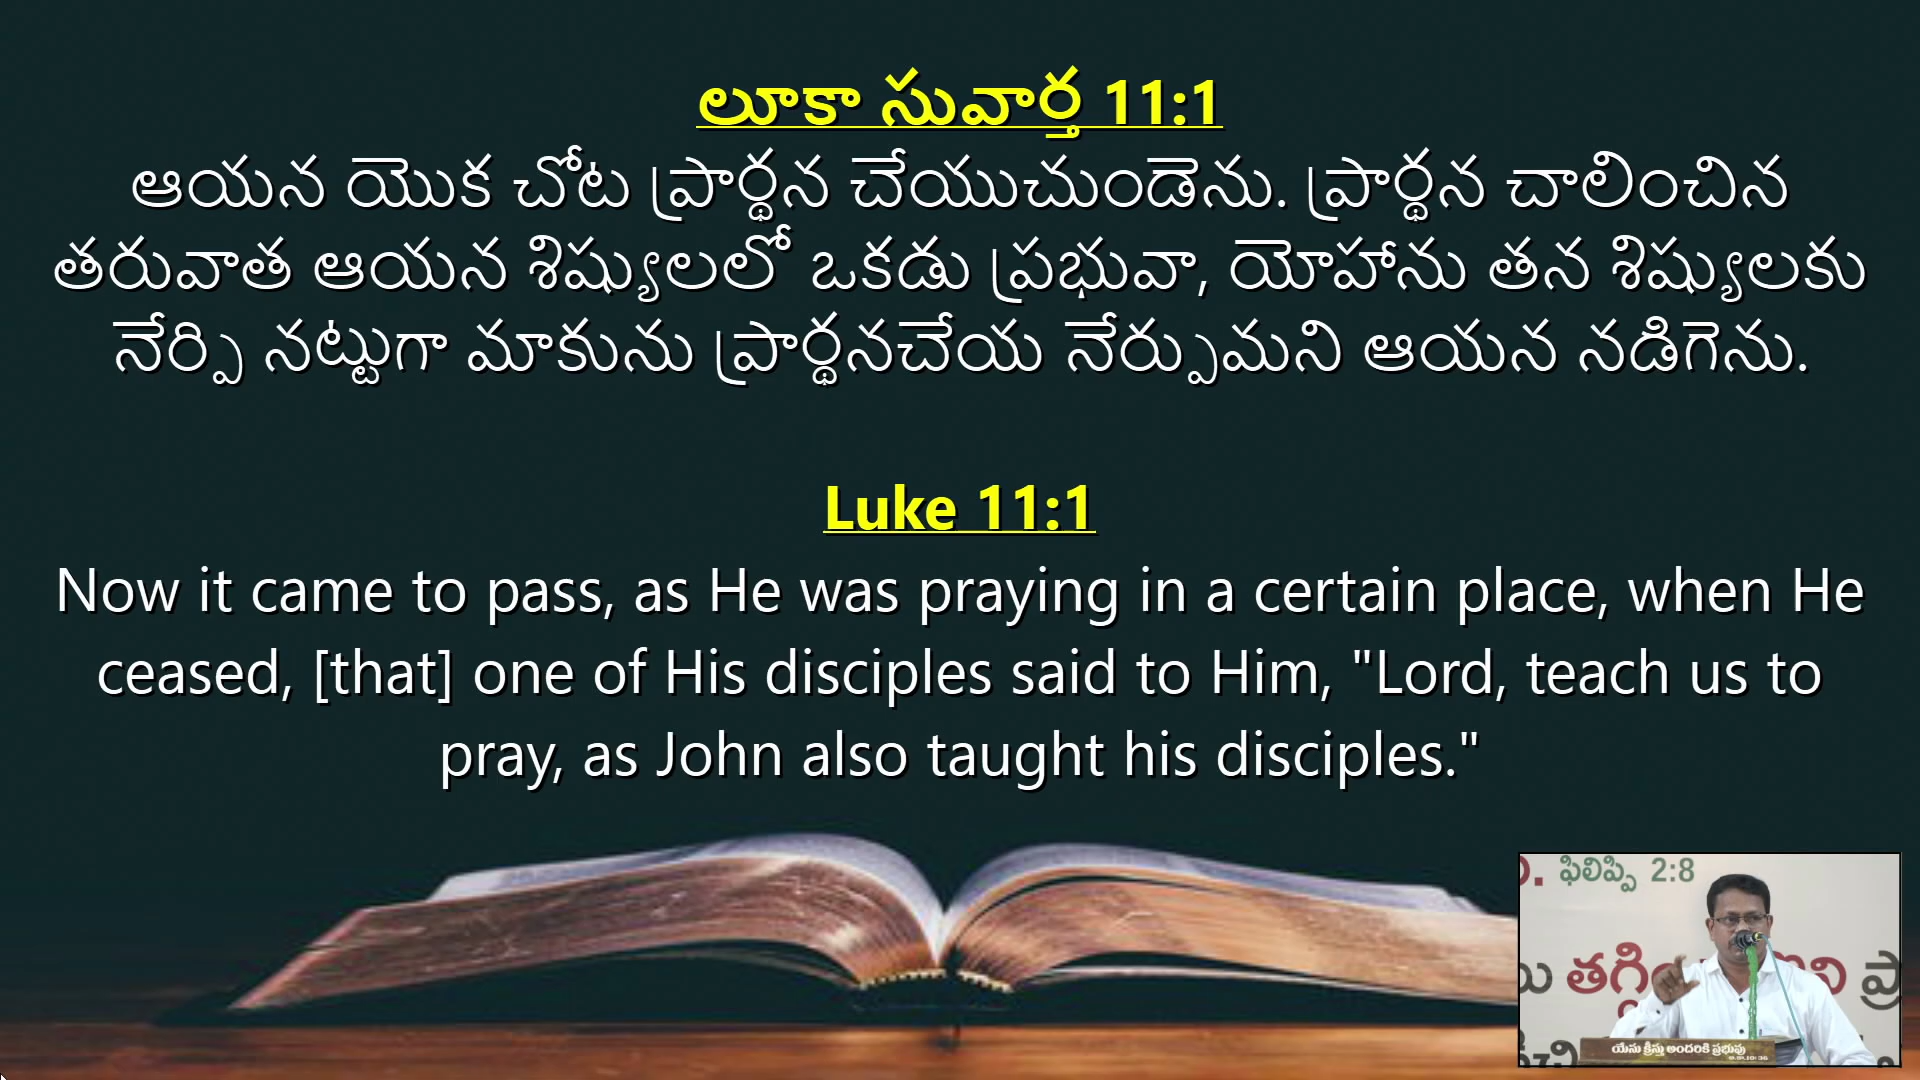 లూకా సువార్త 11:1
ఆయన యొక చోట ప్రార్థన చేయుచుండెను. ప్రార్థన చాలించిన
తరువాత ఆయన శిష్యులలో ఒకడు ప్రభువా, యోహాను తన శిష్యులకు
నేర్పి నట్టుగా మాకును ప్రార్థనచేయ నేర్పుమని ఆయన నడిగెను.
Luke 11:1
Now it came to pass, as He was praying in a certain place, when He
ceased, [that] one of His disciples said to Him, "Lord, teach us to
pray, as John also taught his disciples."
ఫిలిప్పి 2:8
యేసు క్రీస్తు అందరికి ప్రభువు